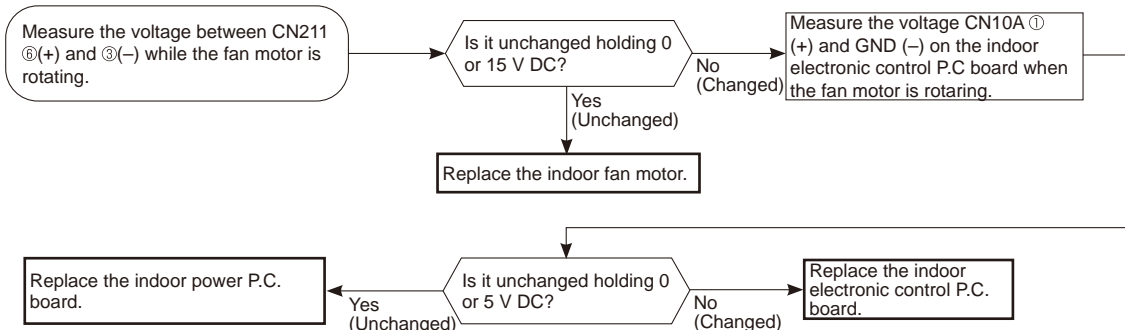 Measure the voltage between CN211
⑥(+) and ③(–) while the fan motor is
rotating.
Is it unchanged holding 0
or 15 V DC?
No
(Changed)
Measure the voltage CN10A ①
(+) and GND (–) on the indoor
electronic control P.C board when
the fan motor is rotaring.
Yes
(Unchanged)
Replace the indoor fan motor.
Is it unchanged holding 0
or 5 V DC?
Yes
(Unchanged)
Replace the indoor power P.C.
board.
No
(Changed)
Replace the indoor
electronic control P.C.
board.